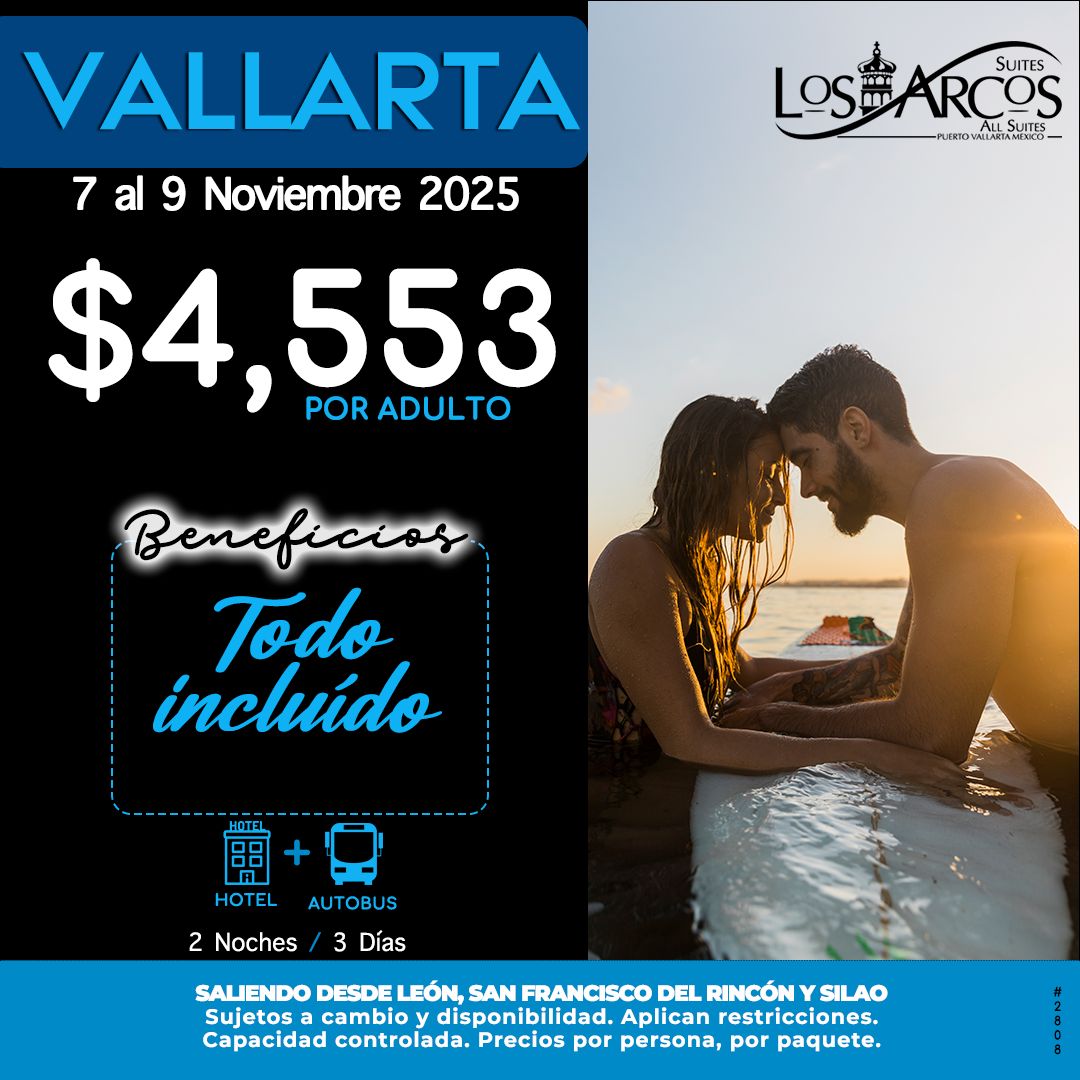 VALLARTA
7 al 9 Noviembre 2025
$4,553
POR ADULTO
Beneficios
Todo
incluído
HOTEL
+
HOTEL
AUTOBUS
2 Noches / 3 Días
SUITES
LOS ARCOS
ALL SUITES
PUERTO VALLARTA MEXICO
SALIENDO DESDE LEÓN, SAN FRANCISCO DEL RINCÓN Y SILAO
Sujetos a cambio y disponibilidad. Aplican restricciones.
Capacidad controlada. Precios por persona, por paquete.
#2808